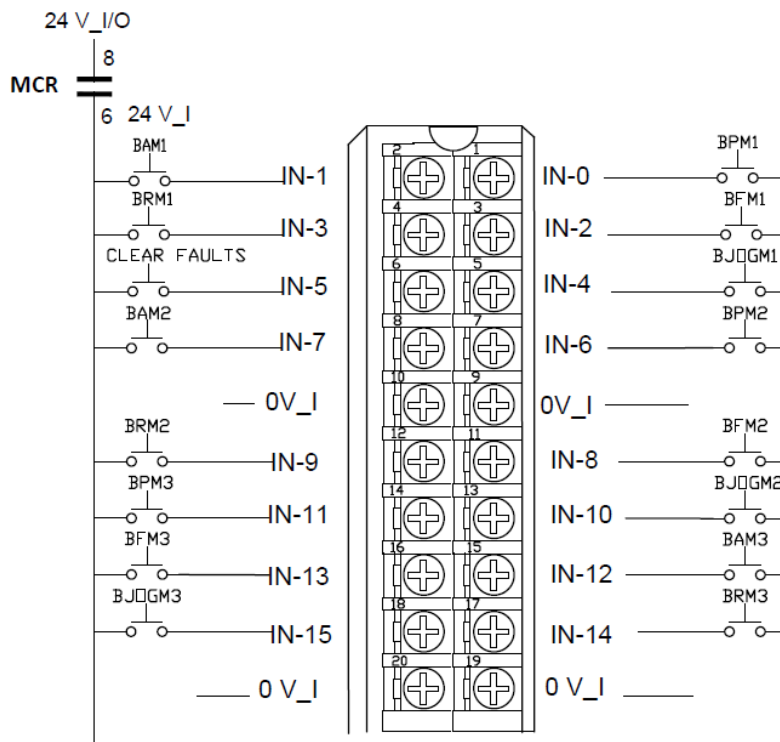 24 V_I/O
8
MCR
6 24 V_I
BAM1 2 1 BPM1
IN-1 IN-0
BRM1 4 3 BFM1
IN-3 IN-2
CLEAR FAULTS 6 5 BJOGM1
IN-5 IN-4
BAM2 8 7 BPM2
IN-7 IN-6
10 9
0V_I 0V_I
BRM2 12 11 BFM2
IN-9 IN-8
BPM3 14 13 BJOGM2
IN-11 IN-10
BFM3 16 15 BAM3
IN-13 IN-12
BJOGM3 18 17 BRM3
IN-15 IN-14
20 19
0 V_I 0 V_I